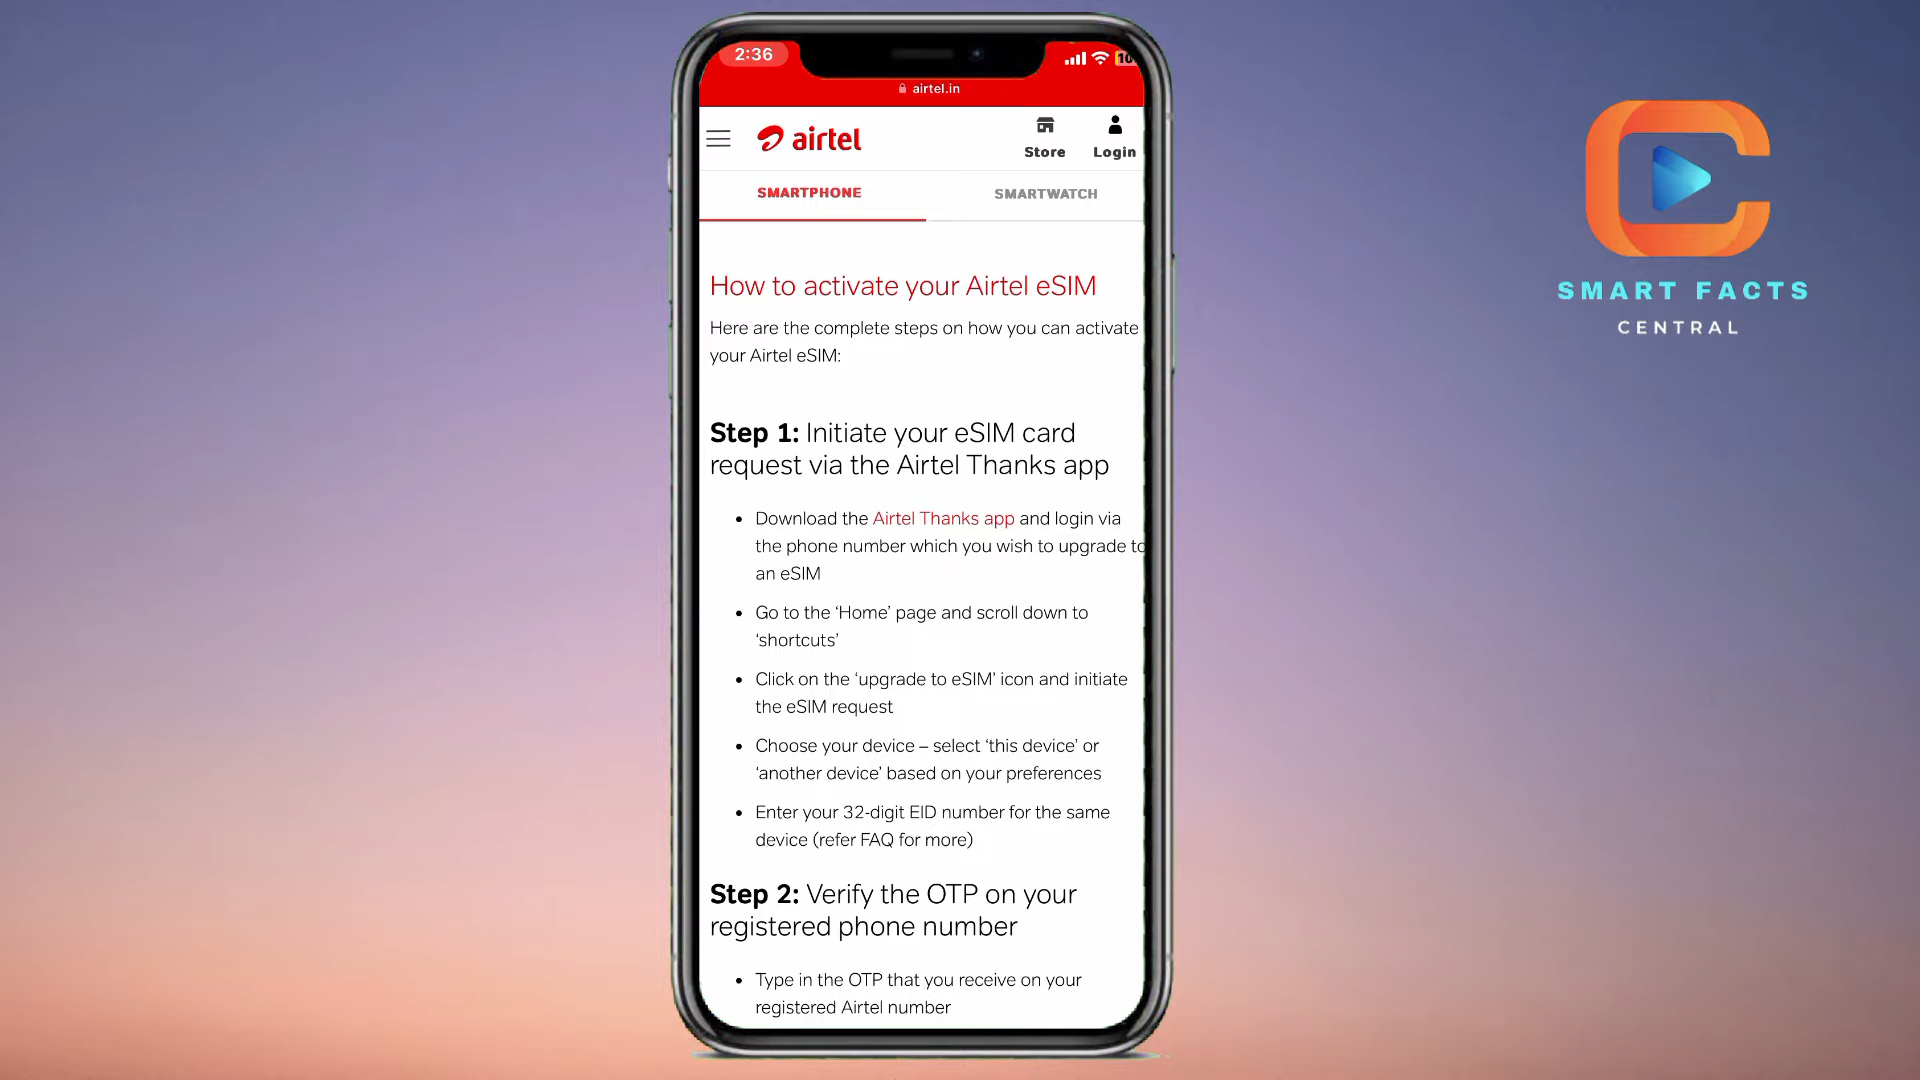 2:36
10
airtel.in
airtel
Store
Login
SMARTPHONE
SMARTWATCH
How to activate your Airtel eSIM
Here are the complete steps on how you can activate
your Airtel eSIM:
Step 1: Initiate your eSIM card
request via the Airtel Thanks app
• Download the Airtel Thanks app and login via
the phone number which you wish to upgrade to
an eSIM
• Go to the ‘Home’ page and scroll down to
‘shortcuts’
• Click on the ‘upgrade to eSIM’ icon and initiate
the eSIM request
• Choose your device – select ‘this device’ or
‘another device’ based on your preferences
• Enter your 32-digit EID number for the same
device (refer FAQ for more)
Step 2: Verify the OTP on your
registered phone number
• Type in the OTP that you receive on your
registered Airtel number
SMART FACTS
CENTRAL